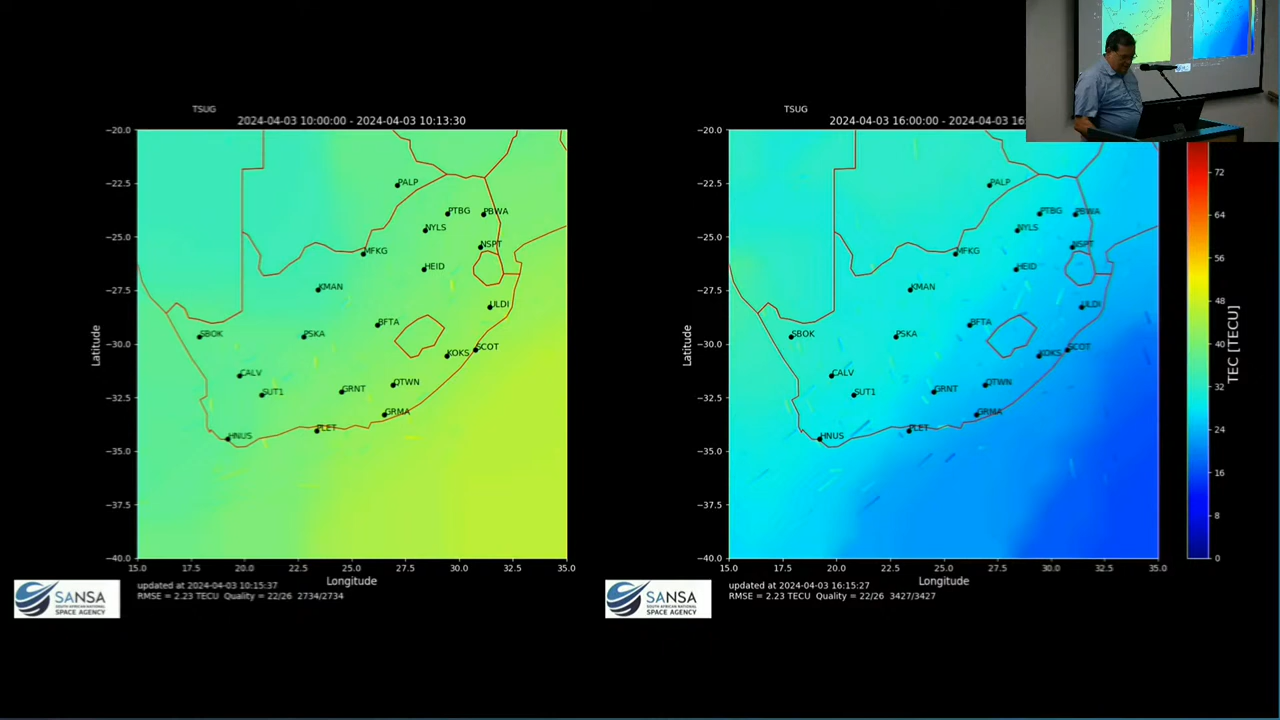 TSUG
2024-04-03 10:00:00 - 2024-04-03 10:13:30
−20.0
−22.5
−25.0
−27.5
−30.0
−32.5
−35.0
−37.5
−40.0
Latitude
PALP
PTBG
PBWA
NYLS
NSPT
MFKG
HEID
KMAN
ULDI
BFTA
SBOK
PSKA
SCOT
KOKS
CALV
OTWN
SUT1
GRNT
GRMA
PLET
HNUS
15.0 17.5 20.0 22.5 25.0 27.5 30.0 32.5 35.0
Longitude
updated at 2024-04-03 10:15:37
RMSE = 2.23 TECU Quality = 22/26 2734/2734
SANSA
SOUTH AFRICAN NATIONAL
SPACE AGENCY
TSUG
2024-04-03 16:00:00 - 2024-04-03 16
−20.0
−22.5
−25.0
−27.5
−30.0
−32.5
−35.0
−37.5
−40.0
Latitude
PALP
PTBG
PBWA
NYLS
NSPT
MFKG
HEID
KMAN
ULDI
BFTA
SBOK
PSKA
SCOT
KOKS
CALV
OTWN
SUT1
GRNT
GRMA
PLET
HNUS
15.0 17.5 20.0 22.5 25.0 27.5 30.0 32.5 35.0
Longitude
updated at 2024-04-03 16:15:27
RMSE = 2.23 TECU Quality = 22/26 3427/3427
SANSA
SOUTH AFRICAN NATIONAL
SPACE AGENCY
72
64
56
48
40
32
24
16
8
0
TEC [TECU]